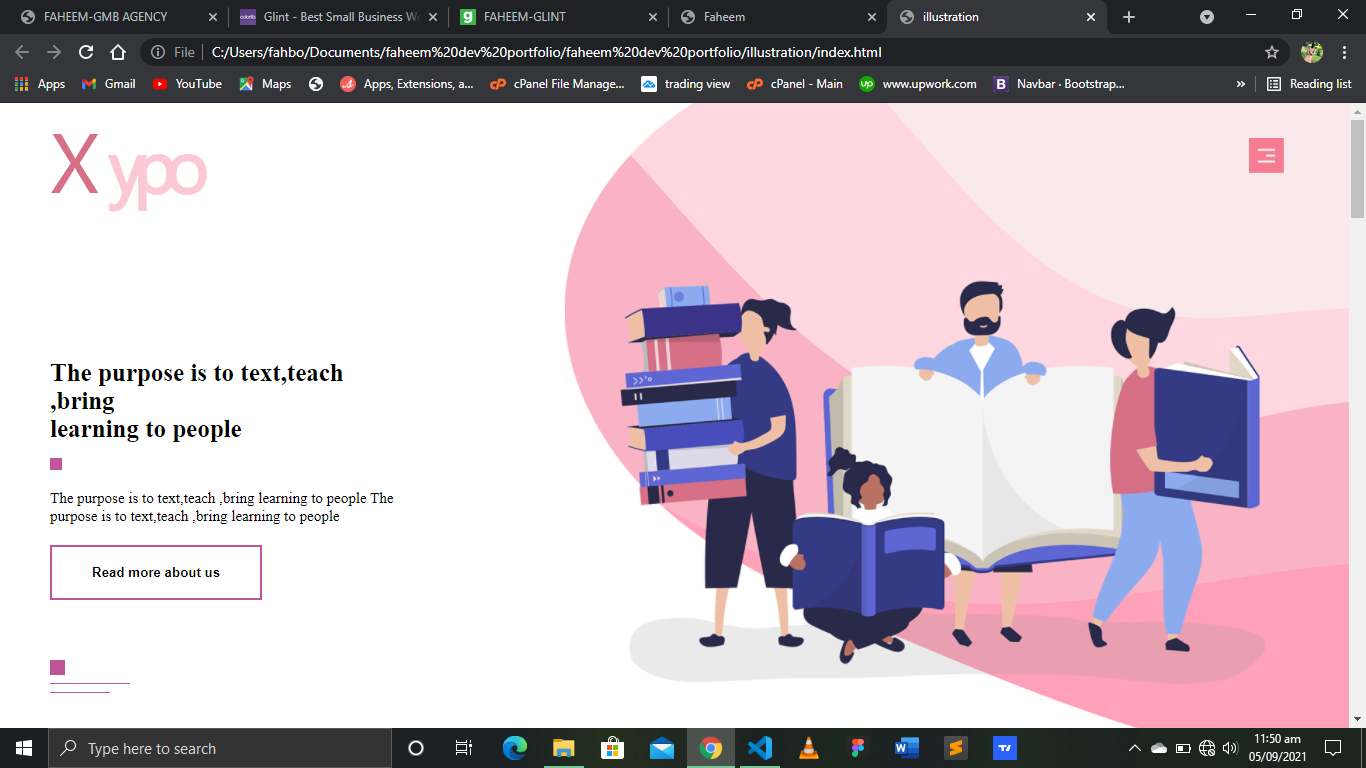 FAHEEM-GMB AGENCY
Glint - Best Small Business W
FAHEEM-GLINT
Faheem
illustration
File
C:/Users/fahbo/Documents/faheem%20dev%20portfolio/faheem%20dev%20portfolio/illustration/index.html
Apps
Gmail
YouTube
Maps
Apps, Extensions, a...
cPanel File Manage...
trading view
cPanel - Main
www.upwork.com
Navbar · Bootstrap...
»
Reading list
X ypo
The purpose is to text,teach
,bring
learning to people
The purpose is to text,teach ,bring learning to people The
purpose is to text,teach ,bring learning to people
Read more about us
Type here to search
11:50 am
05/09/2021